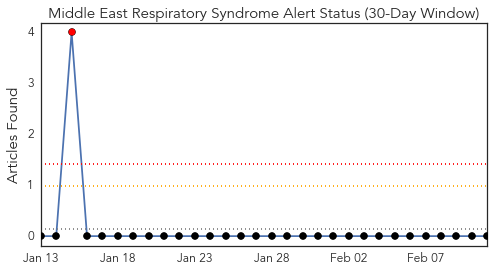 Middle East Respiratory Syndrome Alert Status (30-Day Window)
Articles Found
4
3
2
1
0
Jan 13 Jan 18 Jan 23 Jan 28 Feb 02 Feb 07